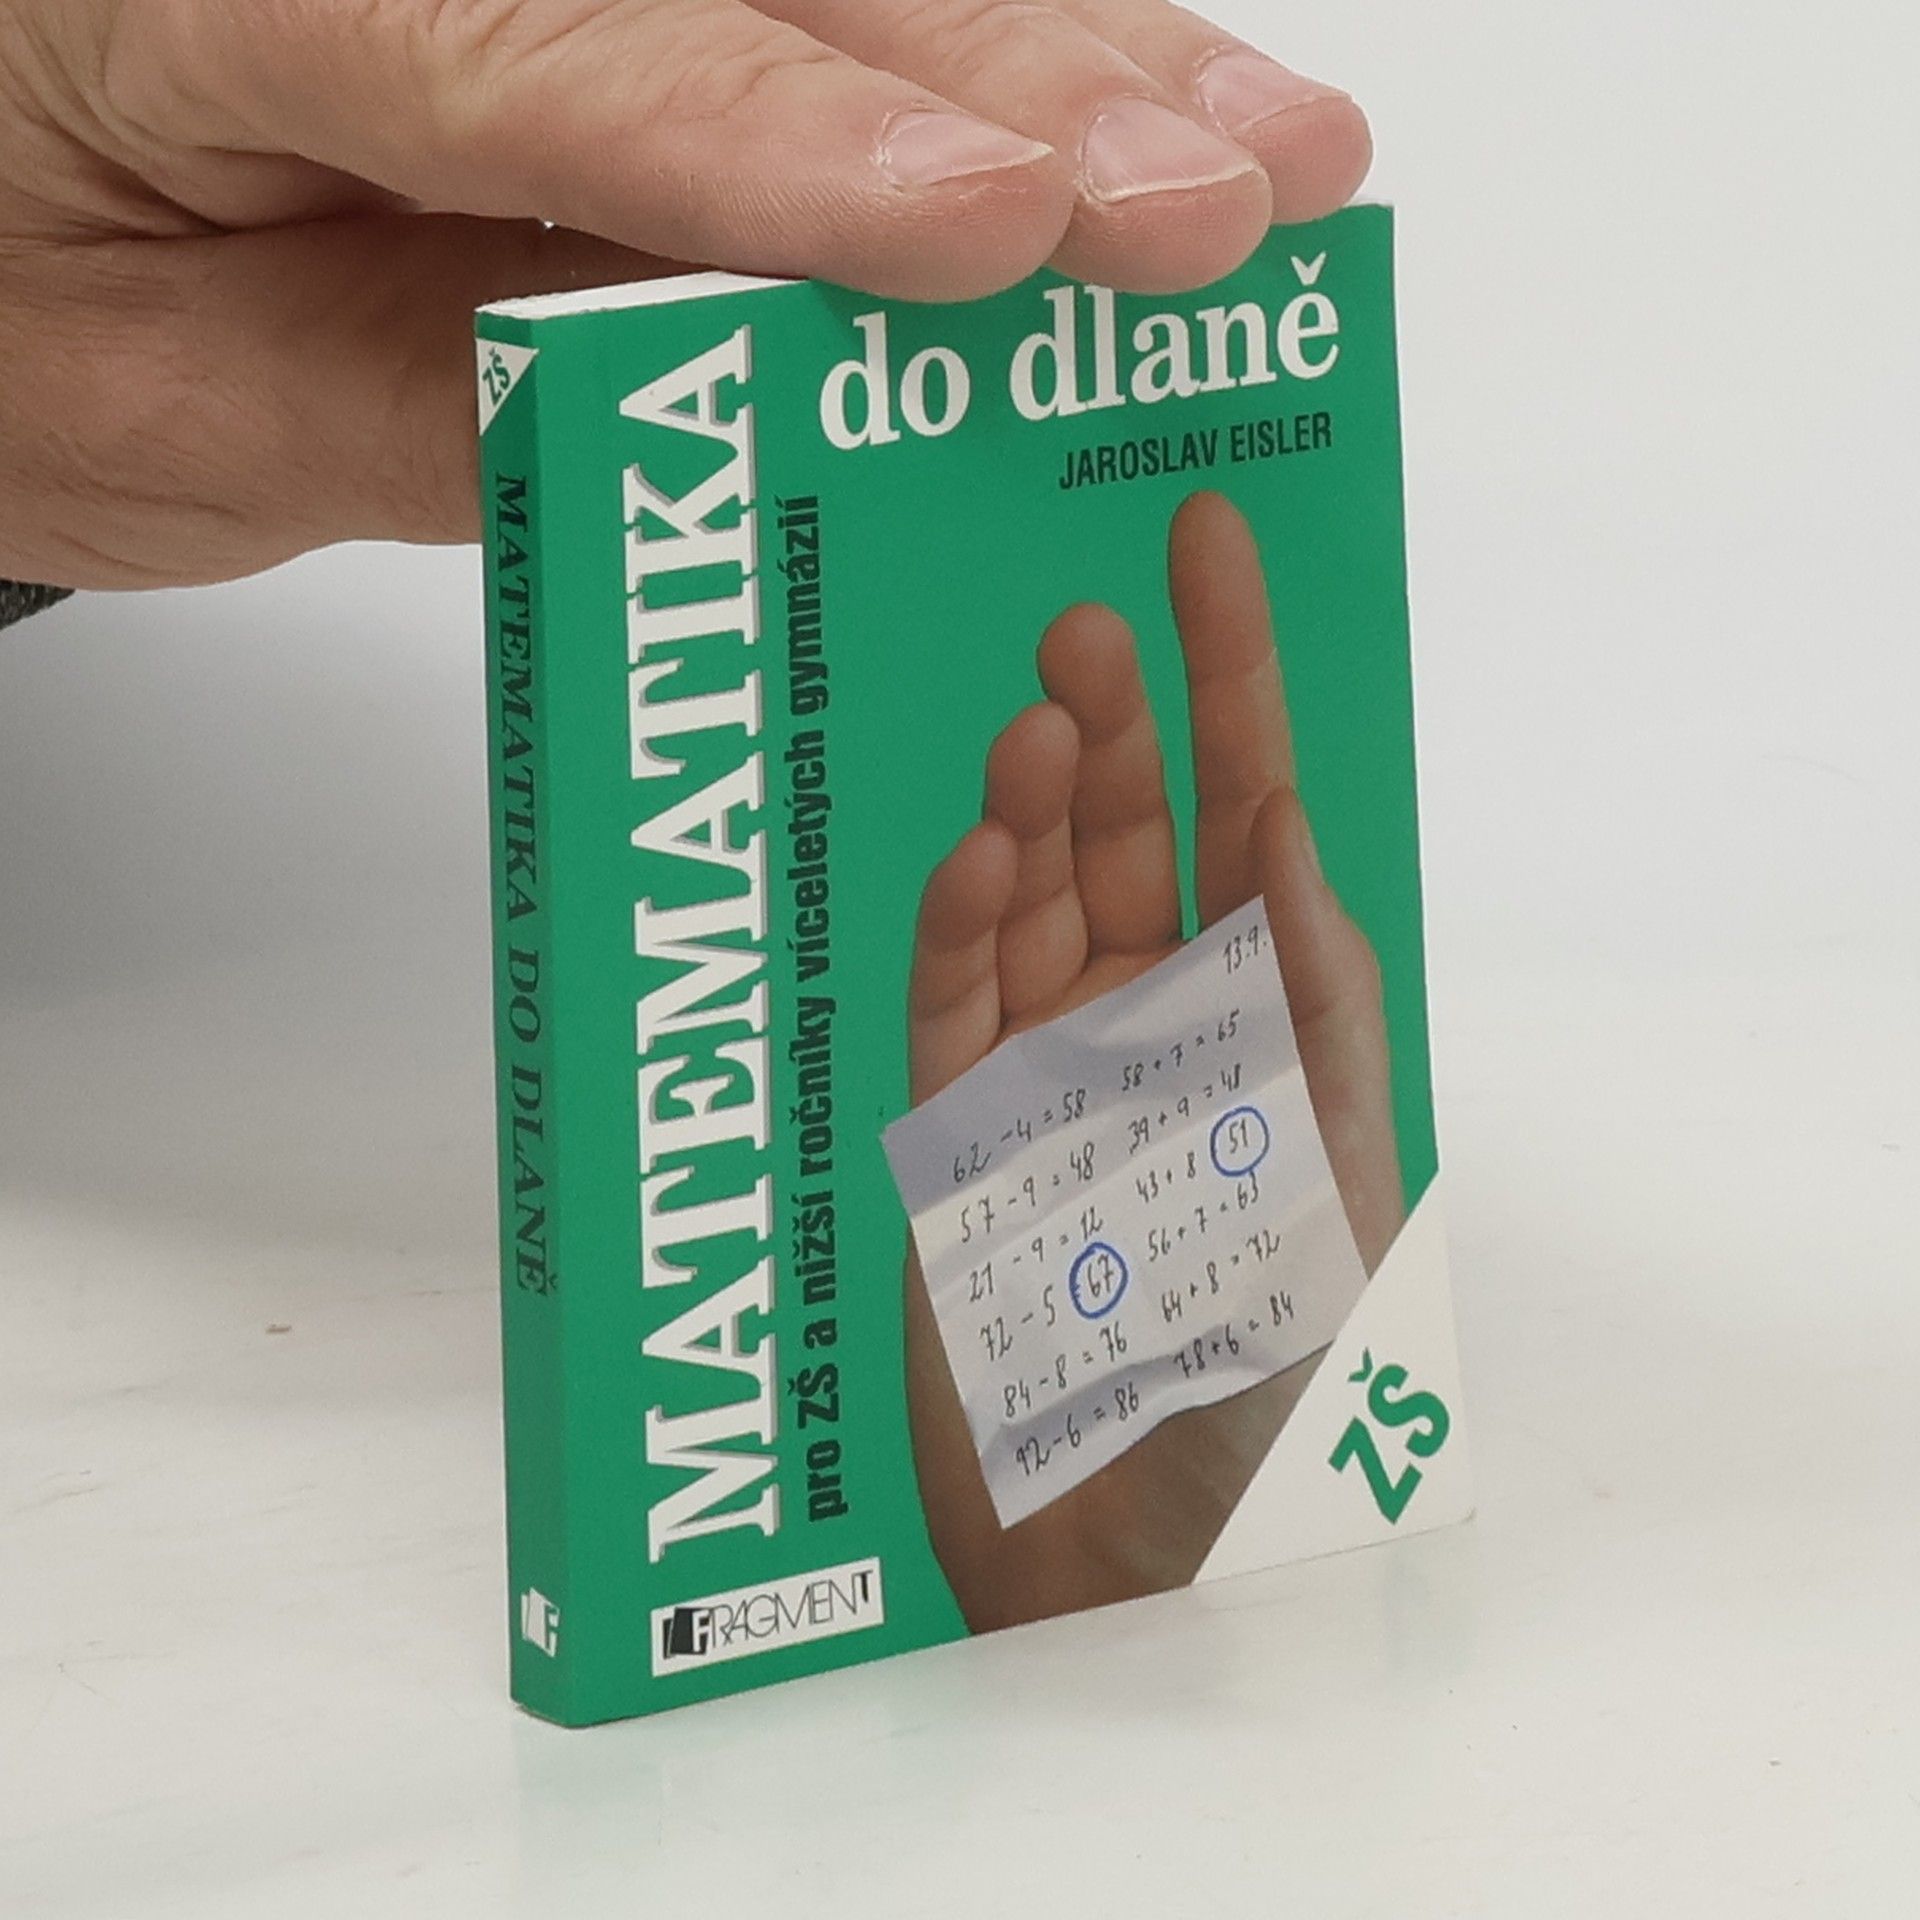 ZŠ
MATEMATIKA DO DLANĚ
MATEMATIKA
do dlaně
JAROSLAV EISLER
pro ZŠ a nižší ročníky víceletých gymnázií
13.9.
62 - 4 = 58
57 - 9 = 48
21 - 9 = 12
72 - 5 = 67
84 - 8 = 76
92 - 6 = 86
58 + 7 = 65
39 + 9 = 48
43 + 8 51
56 + 7 = 63
64 + 8 = 72
78 + 6 = 84
ZŠ
FRAGMENT